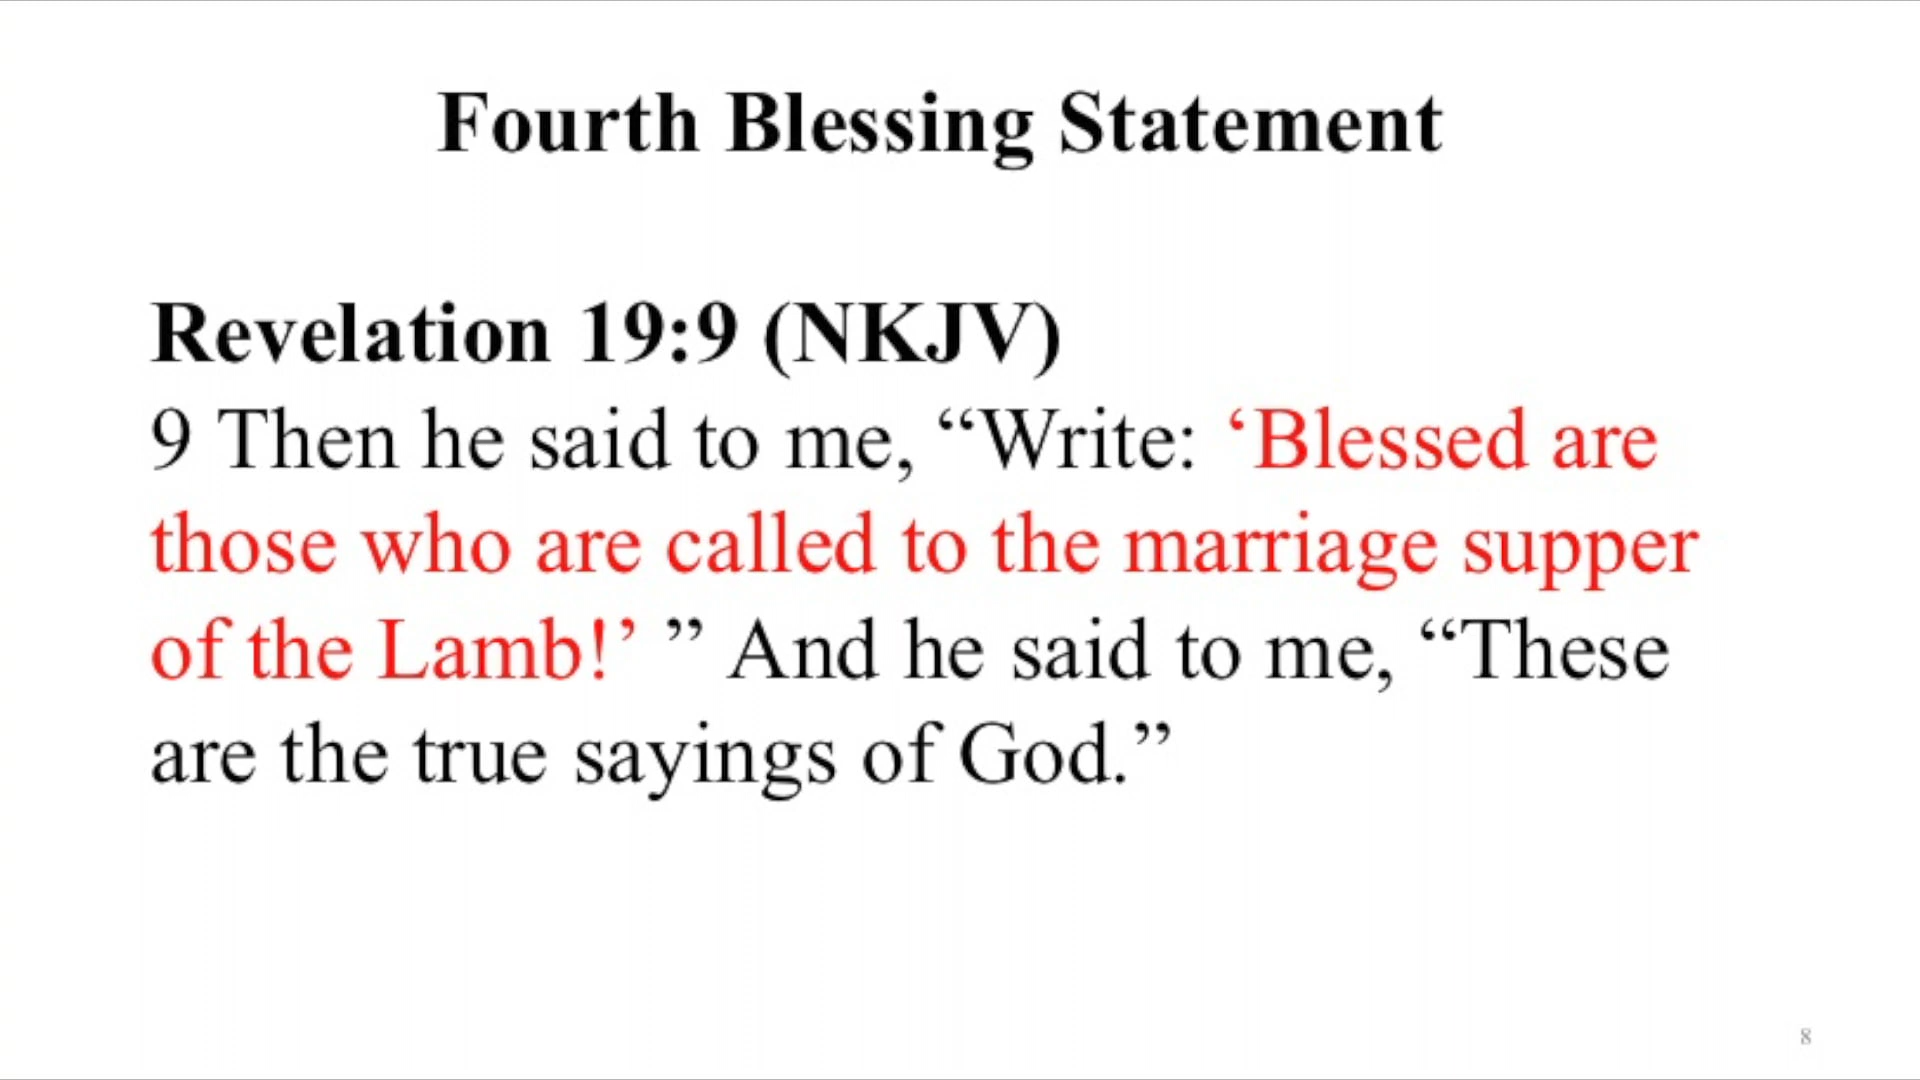 Fourth Blessing Statement
Revelation 19:9 (NKJV)
9 Then he said to me, “Write: ‘Blessed are
those who are called to the marriage supper
of the Lamb!’ ” And he said to me, “These
are the true sayings of God.”
8